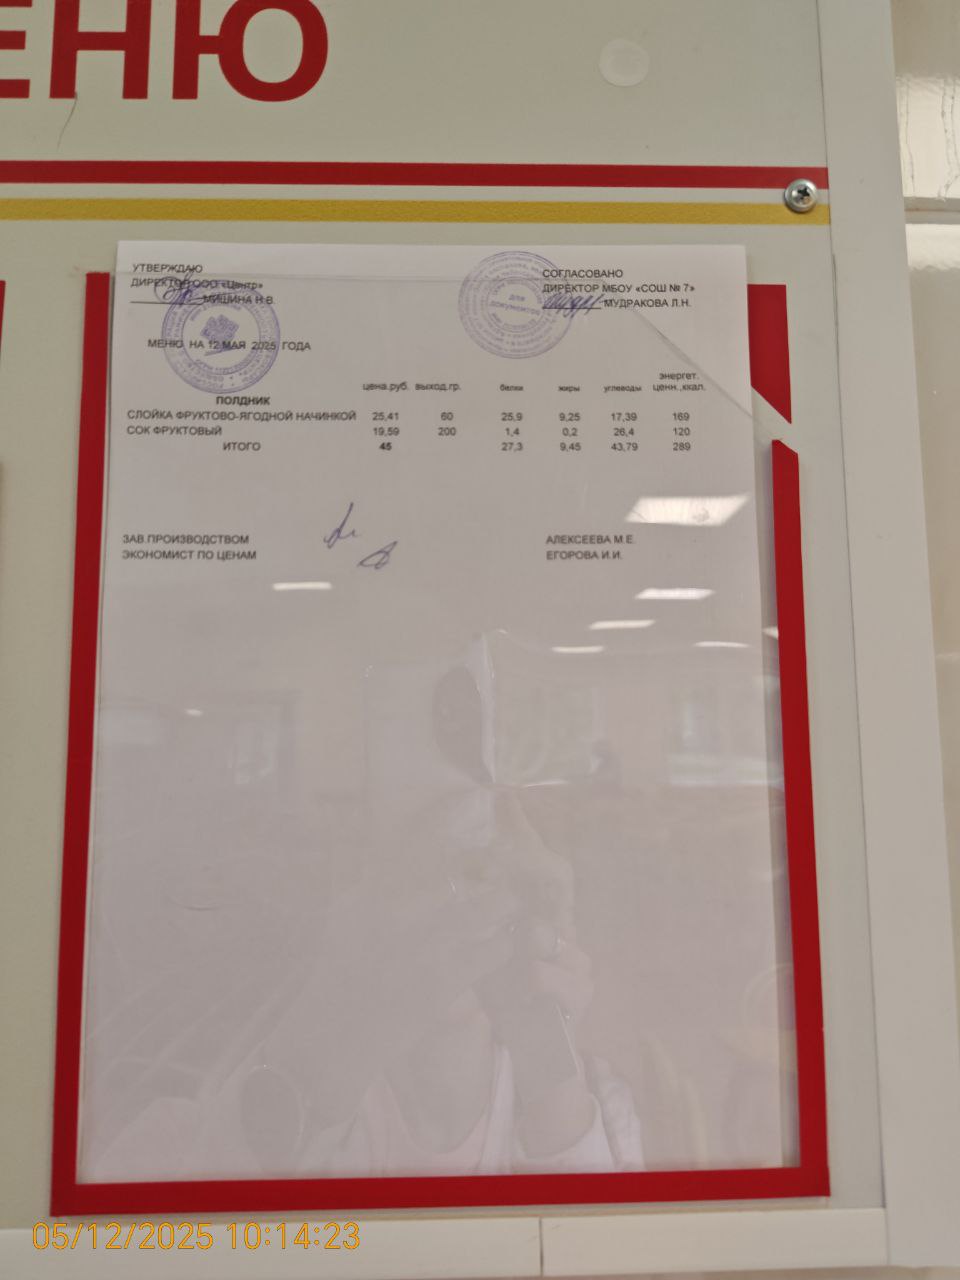 ЕНЮ
УТВЕРЖДАЮ
ДИРЕКТОР ООО «Центр»
МИШИНА Н.В.
СОГЛАСОВАНО
ДИРЕКТОР МБОУ «СОШ № 7»
МУДРАКОВА Л.Н.
для
документов
МЕНЮ НА 12 МАЯ 2025 ГОДА
цена.руб. выход.гр. белки жиры углеводы энергет. ценн.,ккал.
ПОЛДНИК
СЛОЙКА ФРУКТОВО-ЯГОДНОЙ НАЧИНКОЙ 25,41 60 25,9 9,25 17,39 169
СОК ФРУКТОВЫЙ 19,59 200 1,4 0,2 26,4 120
ИТОГО 45 27,3 9,45 43,79 289
ЗАВ.ПРОИЗВОДСТВОМ АЛЕКСЕЕВА М.Е.
ЭКОНОМИСТ ПО ЦЕНАМ ЕГОРОВА И.И.
05/12/2025 10:14:23